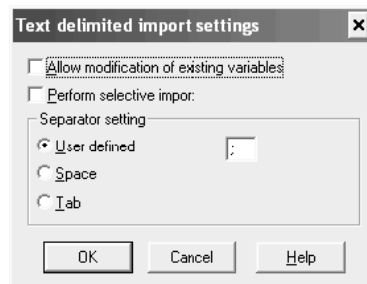 Text delimited import settings
Allow modification of existing variables
Perform selective impor:
Separator setting
User defined ;
Space
Tab
OK Cancel Help